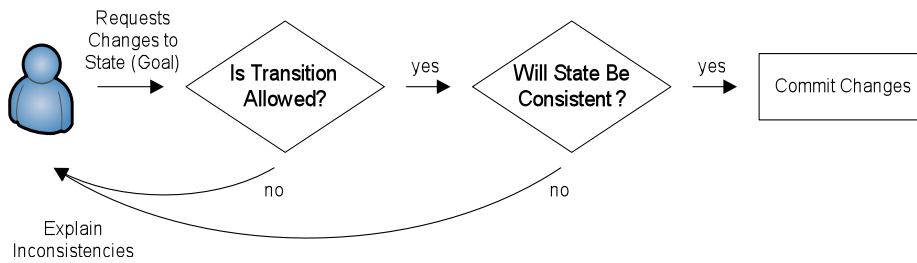 Requests
Changes to
State (Goal)
Is Transition
Allowed?
yes
Will State Be
Consistent ?
yes
Commit Changes
no
no
Explain
Inconsistencies